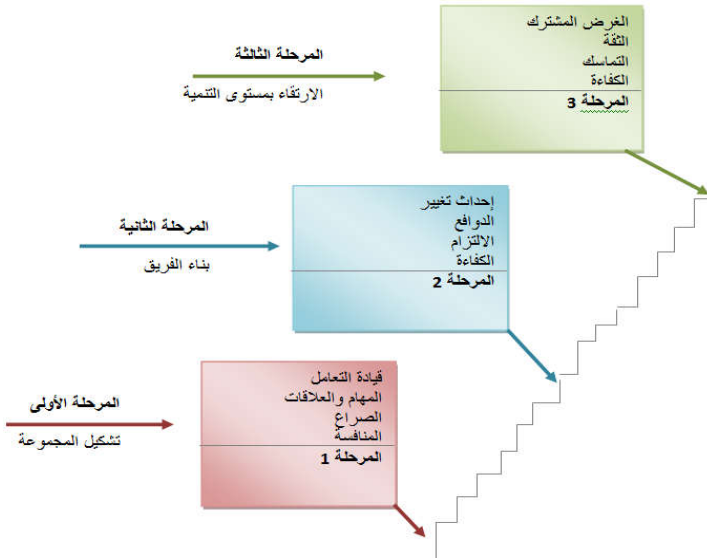 الغرض المشترك
الثقة
التماسك
الكفاءة
المرحلة 3
المرحلة الثالثة
الارتقاء بمستوى التنمية
إحداث تغيير
الدوافع
الالتزام
الكفاءة
المرحلة 2
المرحلة الثانية
بناء الفريق
قيادة التعامل
المهام والعلاقات
الصراع
المنافسة
المرحلة 1
المرحلة الأولى
تشكيل المجموعة